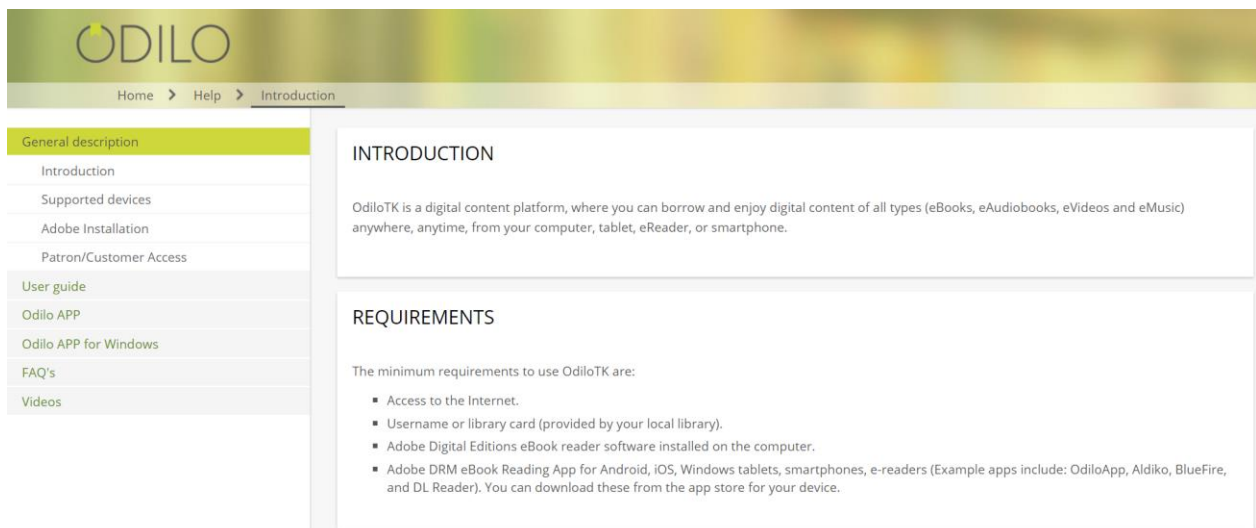 ODILO
Home > Help > Introduction
General description
Introduction
Supported devices
Adobe Installation
Patron/Customer Access
User guide
Odilo APP
Odilo APP for Windows
FAQ's
Videos
INTRODUCTION
OdiloTK is a digital content platform, where you can borrow and enjoy digital content of all types (eBooks, eAudiobooks, eVideos and eMusic)
anywhere, anytime, from your computer, tablet, eReader, or smartphone.
REQUIREMENTS
The minimum requirements to use OdiloTK are:
▪ Access to the Internet.
▪ Username or library card (provided by your local library).
▪ Adobe Digital Editions eBook reader software installed on the computer.
▪ Adobe DRM eBook Reading App for Android, iOS, Windows tablets, smartphones, e-readers (Example apps include: OdiloApp, Aldiko, BlueFire,
and DL Reader). You can download these from the app store for your device.